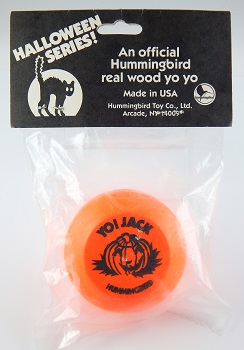 HALLOWEEN
SERIES!
An official
Hummingbird
real wood yo yo
Made in USA
Hummingbird Toy Co., Ltd.
Arcade, NY 14009
YO! JACK
HUMMINGBIRD